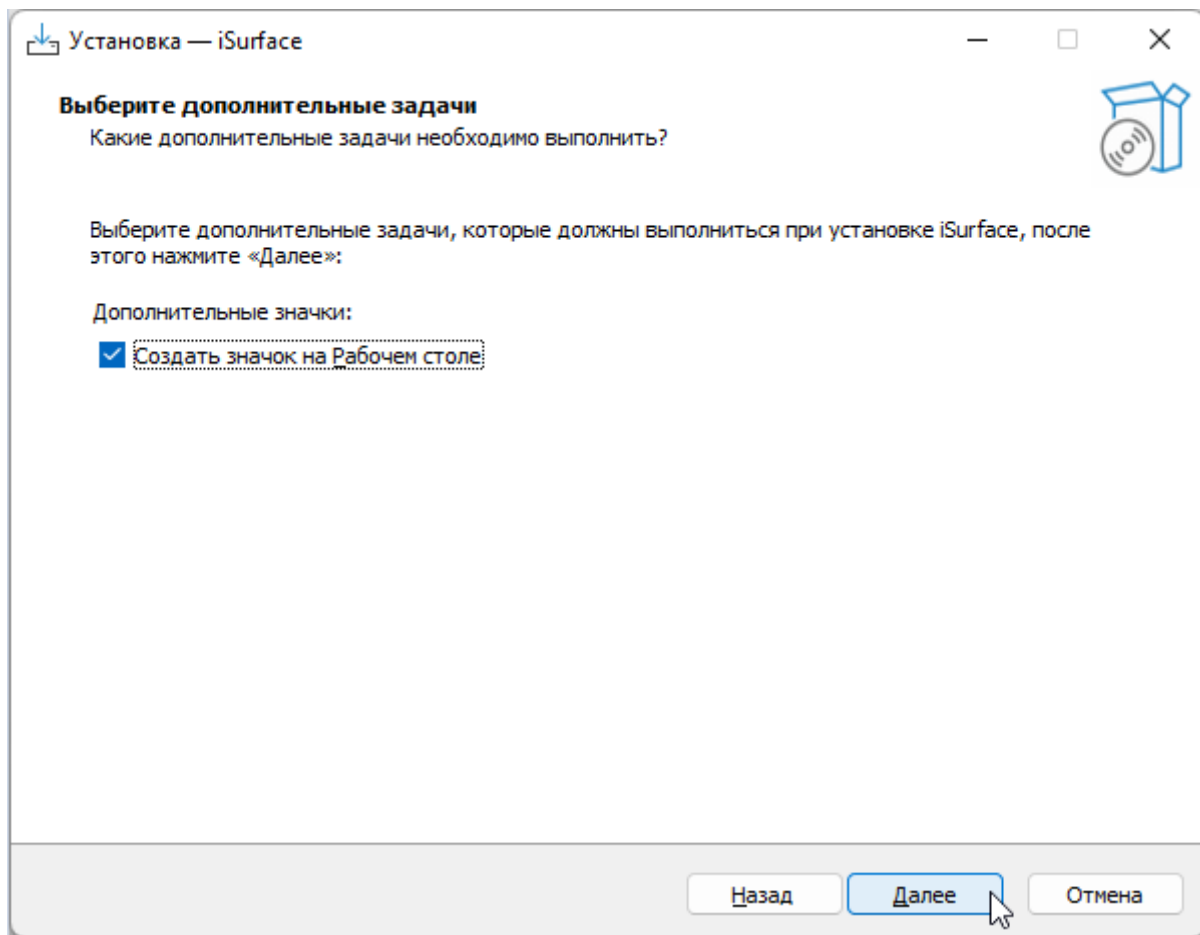 Установка — iSurface
Выберите дополнительные задачи
Какие дополнительные задачи необходимо выполнить?
Выберите дополнительные задачи, которые должны выполниться при установке iSurface, после
этого нажмите «Далее»:
Дополнительные значки:
Создать значок на Рабочем столе
Назад
Далее
Отмена